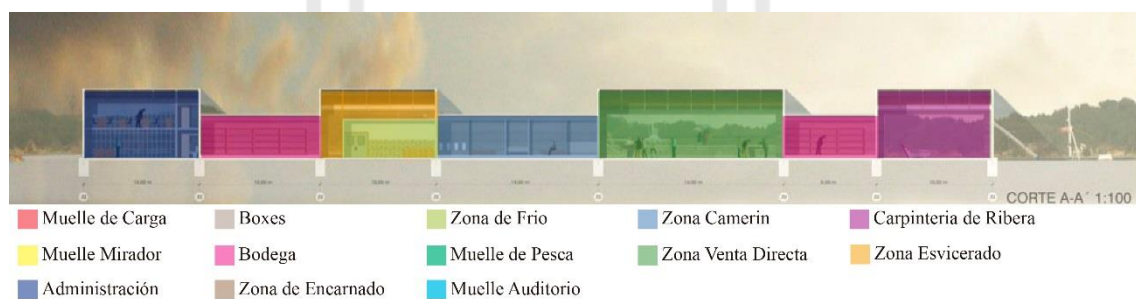 CORTE A-A´ 1:100
Muelle de Carga
Boxes
Zona de Frio
Zona Camerin
Carpinteria de Ribera
Muelle Mirador
Bodega
Muelle de Pesca
Zona Venta Directa
Zona Esvicerado
Administración
Zona de Encarnado
Muelle Auditorio